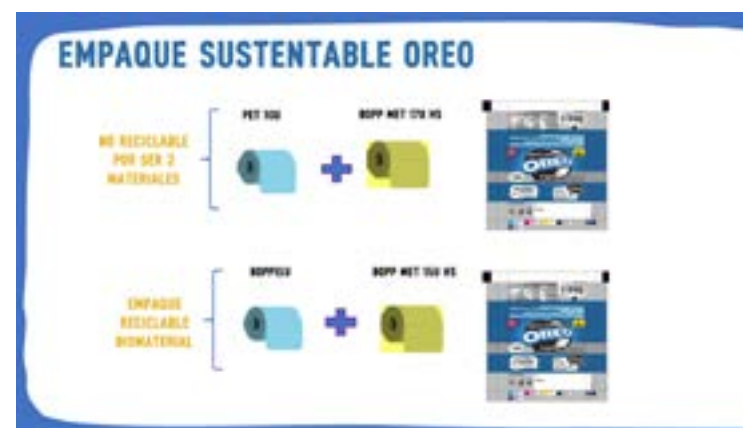 EMPAQUE SUSTENTABLE OREO
NO RECICLABLE
POR SER 2
MATERIALES
PET 10U
BOPP MET 17U HS
OREO
EMPAQUE
RECICLABLE
BIOMATERIAL
BOPP MET 15U HS
OREO